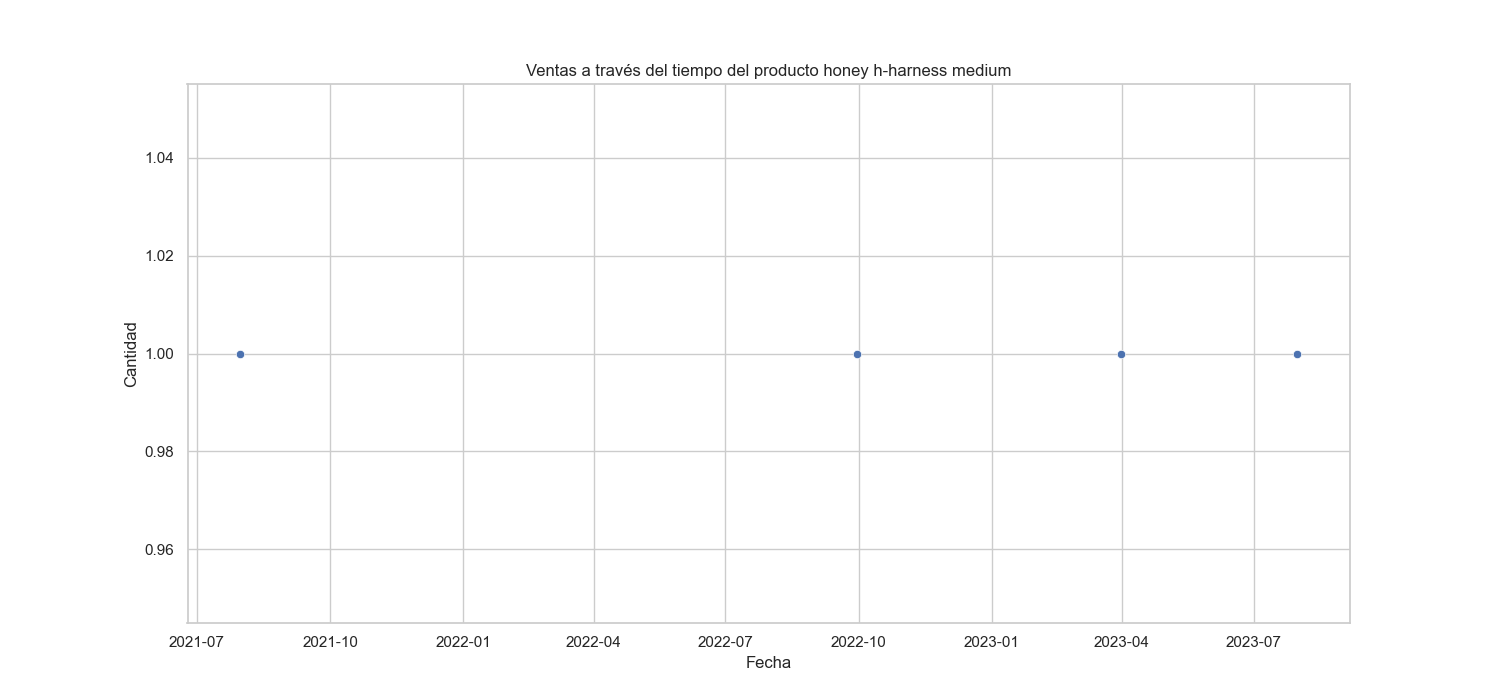 Ventas a través del tiempo del producto honey h-harness medium
1.04
1.02
1.00
0.98
0.96
Cantidad
2021-07 2021-10 2022-01 2022-04 2022-07 2022-10 2023-01 2023-04 2023-07
Fecha